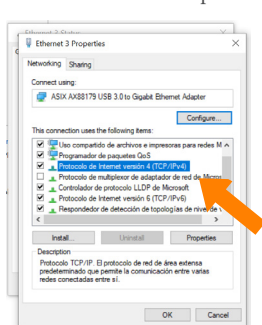 Ethernet 3 Status
Ethernet 3 Properties
Networking Sharing
Connect using:
ASIX AX88179 USB 3.0 to Gigabit Ethernet Adapter
Configure...
This connection uses the following items:
Uso compartido de archivos e impresoras para redes M
Programador de paquetes QoS
Protocolo de Internet versión 4 (TCP/IPv4)
Protocolo de multiplexor de adaptador de red de Micros
Controlador de protocolo LLDP de Microsoft
Protocolo de Internet versión 6 (TCP/IPv6)
Respondedor de detección de topologías de nivel de v
Install... Uninstall Properties
Description
Protocolo TCP/IP. El protocolo de red de área extensa
predeterminado que permite la comunicación entre varias
redes conectadas entre sí.
OK Cancel